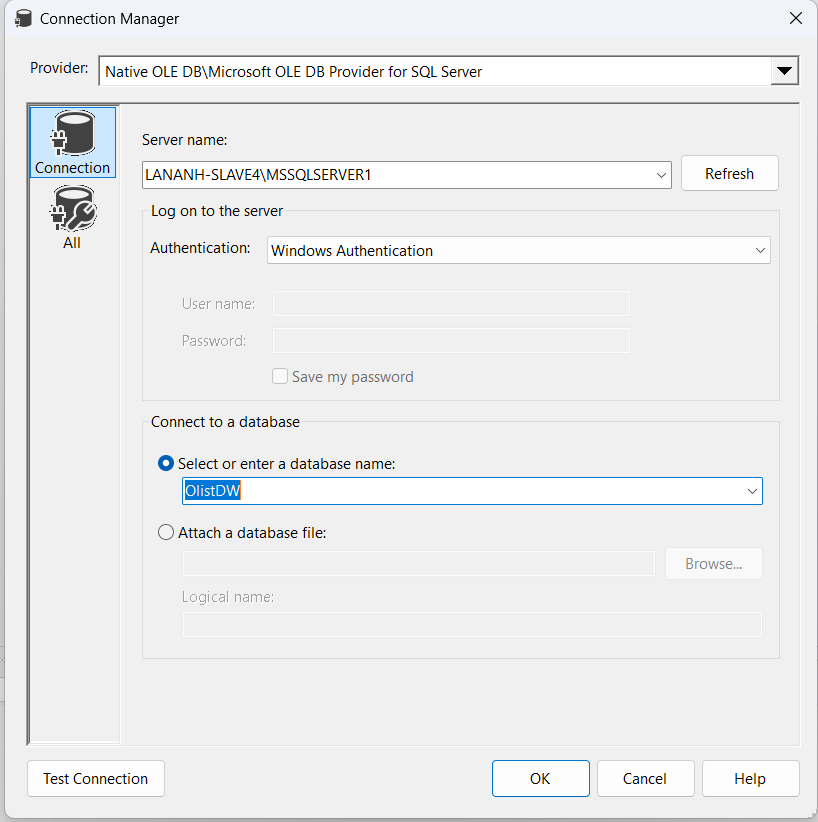 Connection Manager
Provider: Native OLE DB\Microsoft OLE DB Provider for SQL Server
Connection
All
Server name:
LANANH-SLAVE4\MSSQLSERVER1 Refresh
Log on to the server
Authentication: Windows Authentication
User name:
Password:
Save my password
Connect to a database
Select or enter a database name:
OlistDW
Attach a database file:
Browse...
Logical name:
Test Connection OK Cancel Help